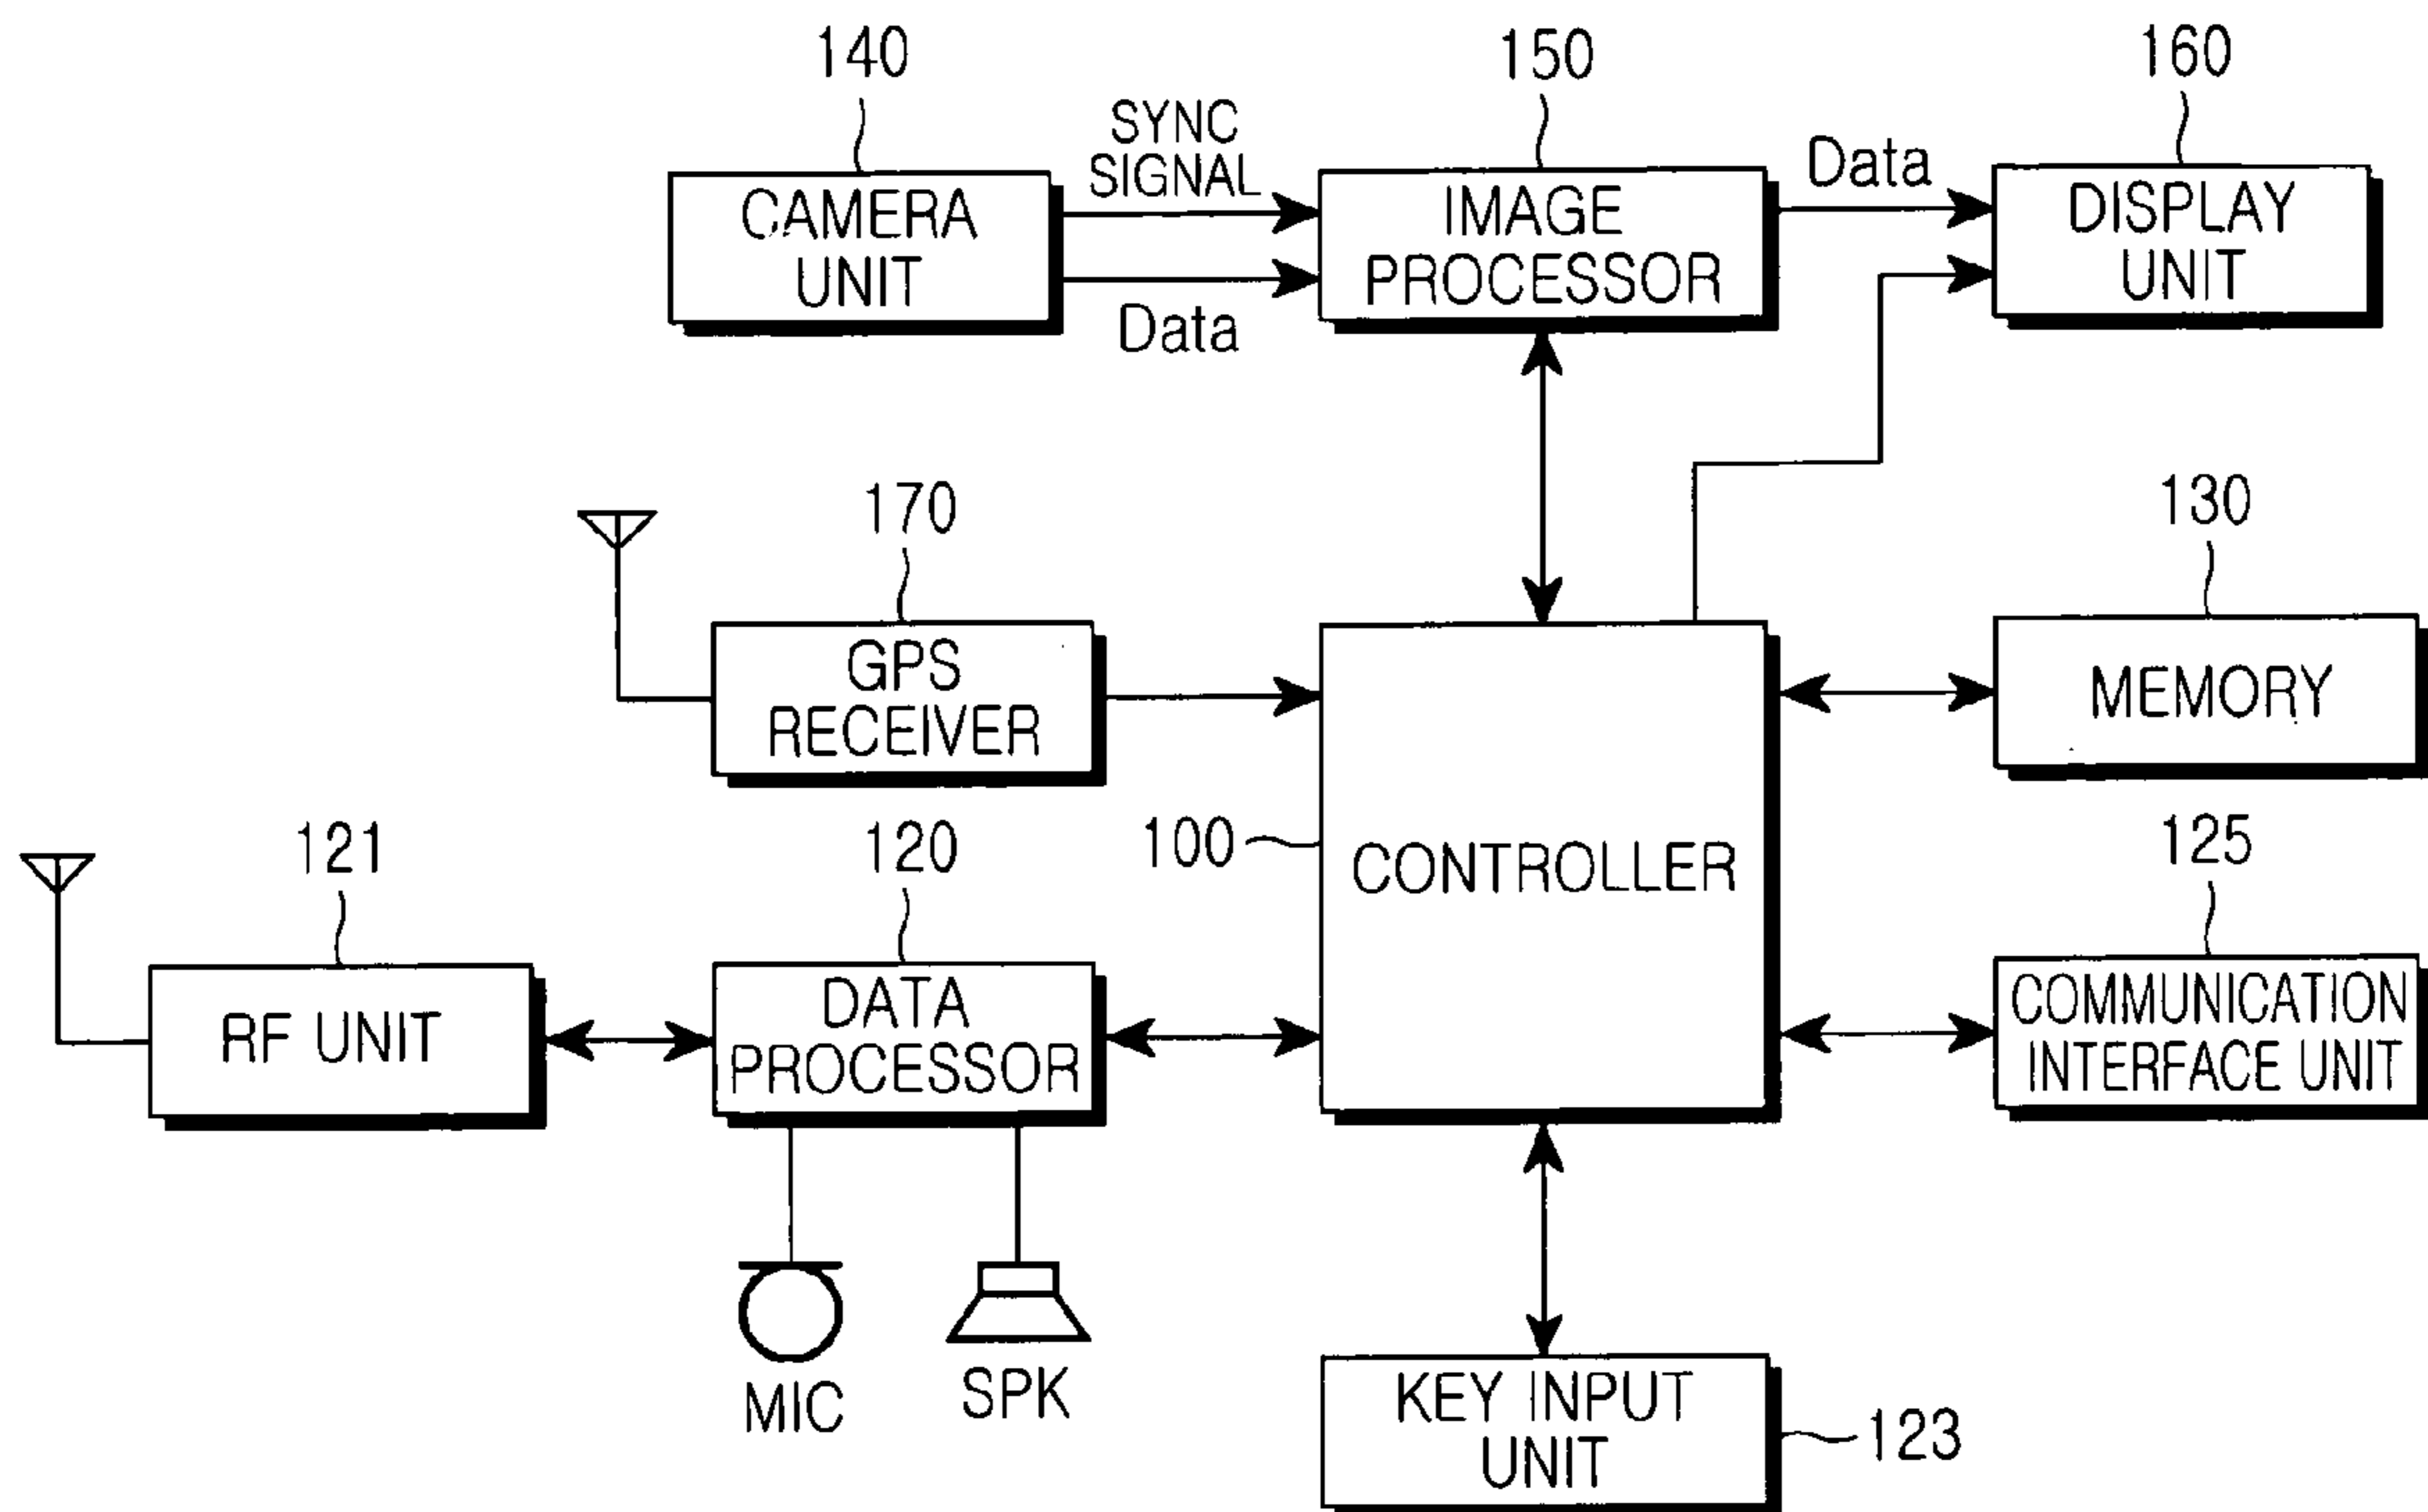 140
150
160
SYNC
SIGNAL
Data
Data
CAMERA
UNIT
IMAGE
PROCESSOR
DISPLAY
UNIT
170
130
GPS
RECEIVER
MEMORY
121
120
100
CONTROLLER
125
RF UNIT
DATA
PROCESSOR
COMMUNICATION
INTERFACE UNIT
MIC
SPK
KEY INPUT
UNIT
123